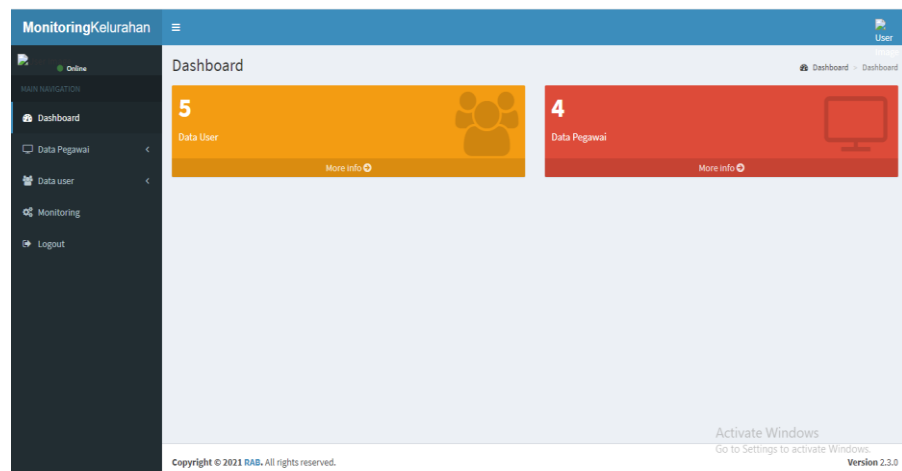 MonitoringKelurahan
User
Online
MAIN NAVIGATION
Dashboard
Data Pegawai
Data user
Monitoring
Logout
Dashboard
Dashboard > Dashboard
5
Data User
More info
4
Data Pegawai
More info
Activate Windows
Go to Settings to activate Windows.
Copyright © 2021 RAB. All rights reserved.
Version 2.3.0